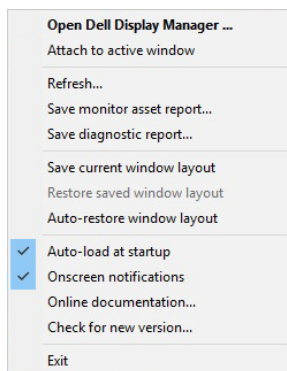 Open Dell Display Manager ...
Attach to active window
Refresh...
Save monitor asset report...
Save diagnostic report...
Save current window layout
Restore saved window layout
Auto-restore window layout
Auto-load at startup
Onscreen notifications
Online documentation...
Check for new version...
Exit